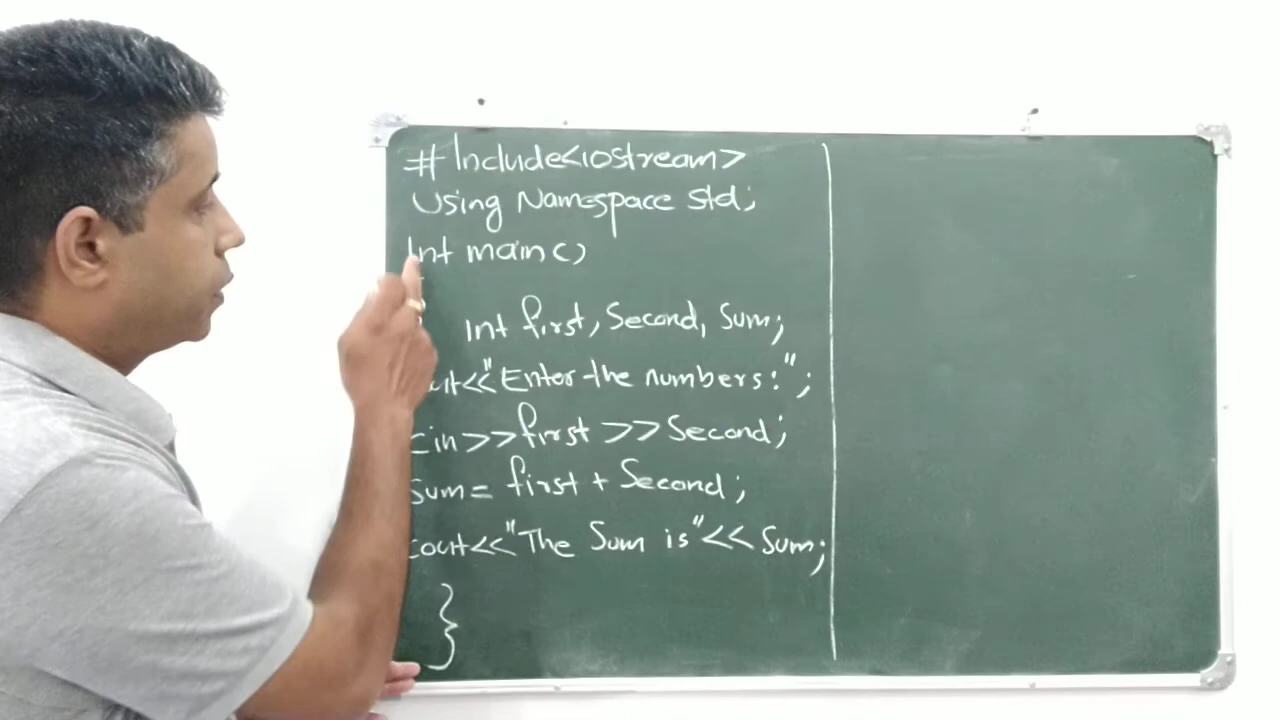 # Include<iostream>
Using Namespace Std;
Int main()
Int first, Second, Sum;
cout<<"Enter the numbers:";
cin>>first >>Second;
Sum= first + Second;
cout<<"The Sum is"<< Sum;
}